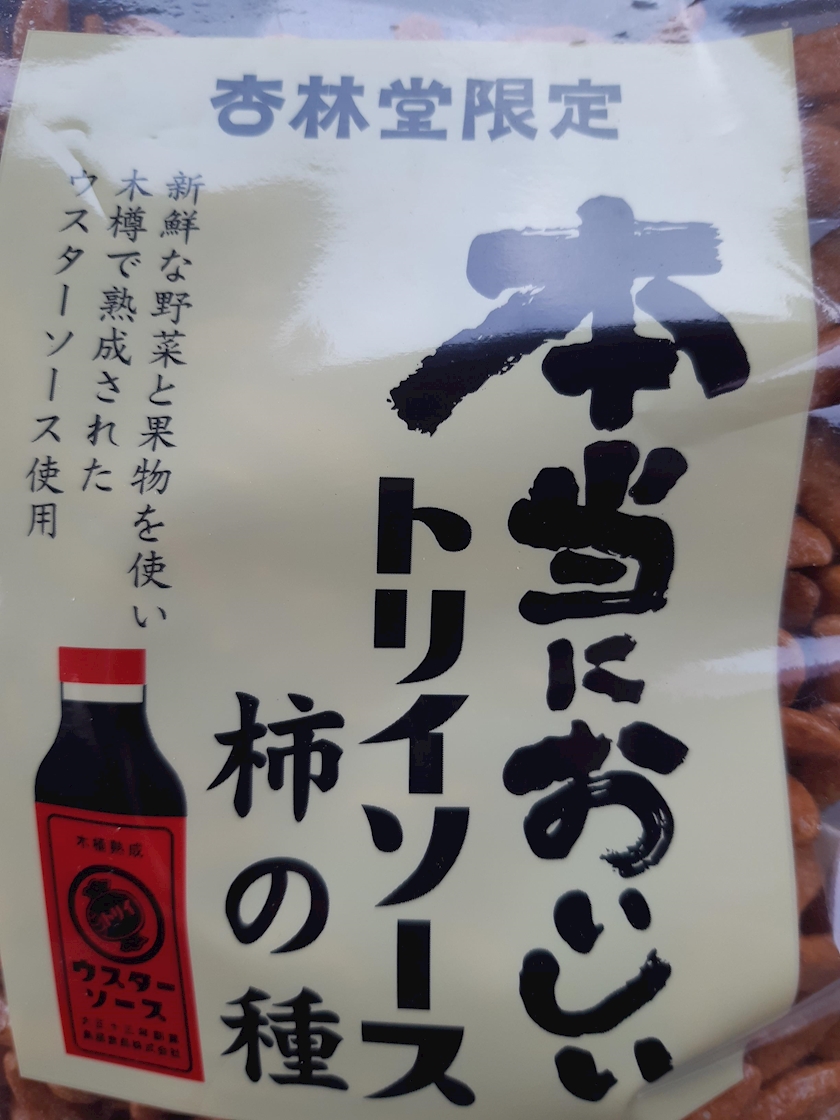 杏林堂限定
本当においしい
トリイソース
柿の種
新鮮な野菜と果物を使い
木樽で熟成された
ウスターソース使用
木樽熟成
トリイ
ウスター
ソース